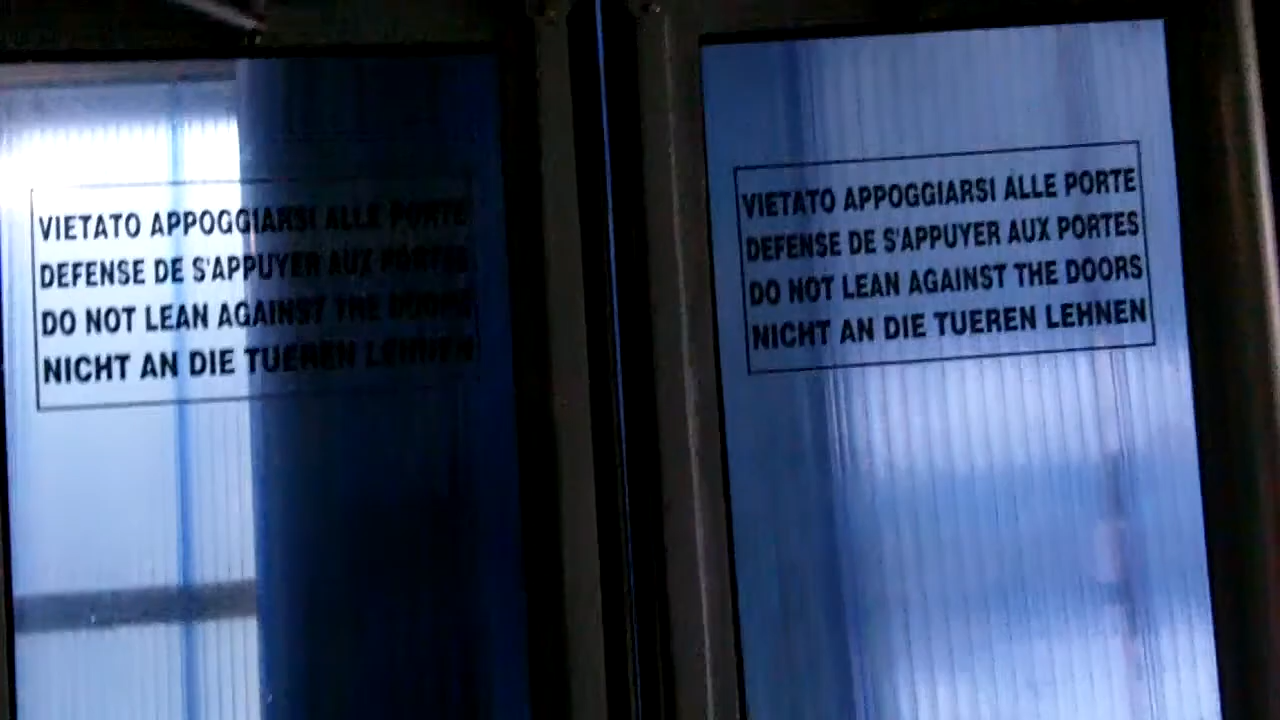 VIETATO APPOGGIARSI ALLE PORTE
DEFENSE DE S'APPUYER AUX PORTES
DO NOT LEAN AGAINST THE DOORS
NICHT AN DIE TUEREN LEHNEN
VIETATO APPOGGIARSI ALLE PORTE
DEFENSE DE S'APPUYER AUX PORTES
DO NOT LEAN AGAINST THE DOORS
NICHT AN DIE TUEREN LEHNEN